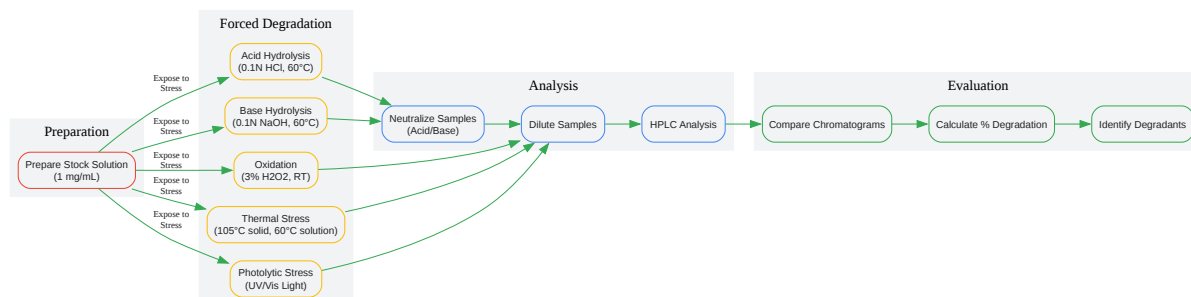 Preparation
Prepare Stock Solution
(1 mg/mL)
Expose to
Stress
Expose to
Stress
Expose to
Stress
Expose to
Stress
Expose to
Stress
Forced Degradation
Acid Hydrolysis
(0.1N HCl, 60°C)
Base Hydrolysis
(0.1N NaOH, 60°C)
Oxidation
(3% H2O2, RT)
Thermal Stress
(105°C solid, 60°C solution)
Photolytic Stress
(UV/Vis Light)
Analysis
Neutralize Samples
(Acid/Base)
Dilute Samples
HPLC Analysis
Evaluation
Compare Chromatograms
Calculate % Degradation
Identify Degradants